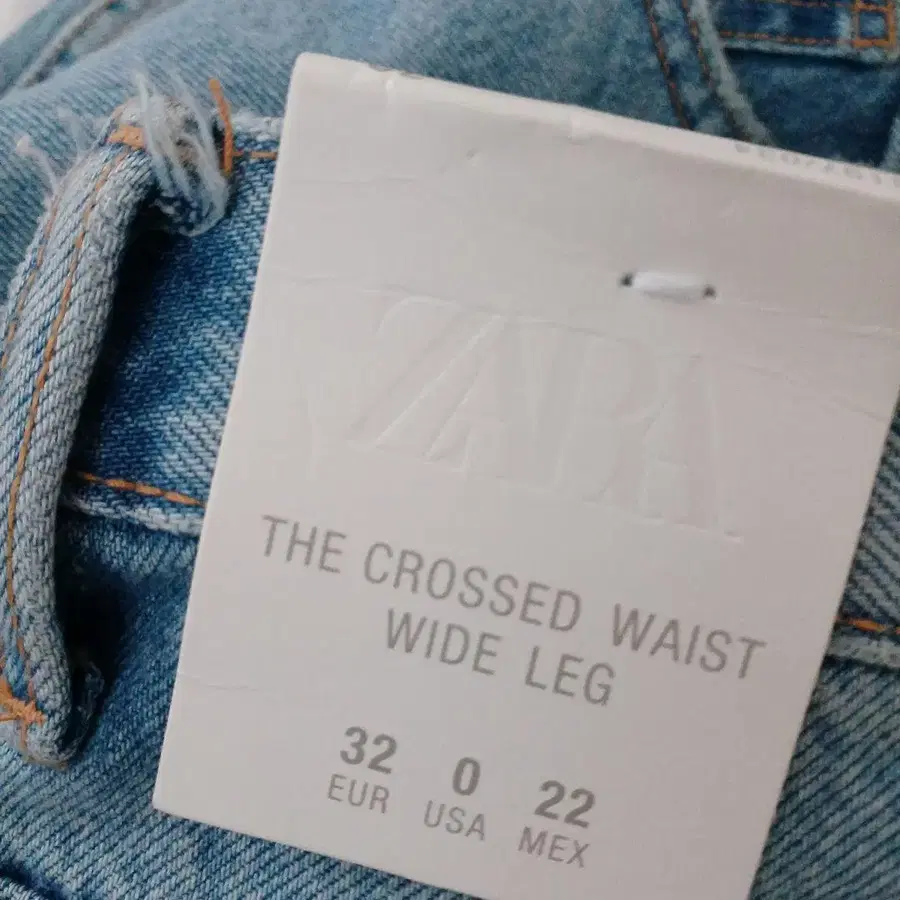 ZARA
THE CROSSED WAIST
WIDE LEG
32 0 22
EUR USA MEX